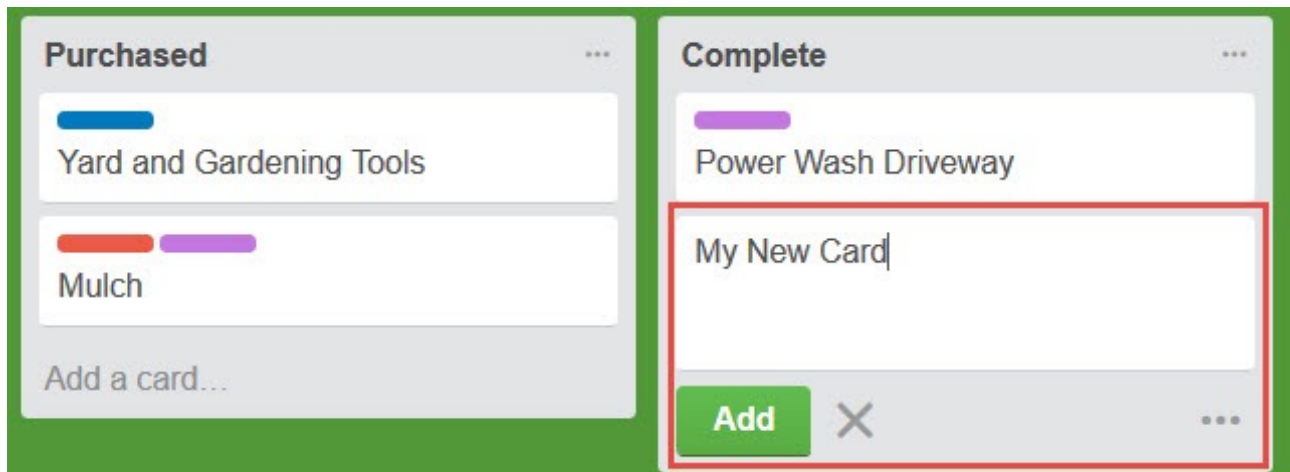 Purchased
Yard and Gardening Tools
Mulch
Add a card...
Complete
Power Wash Driveway
My New Card
Add